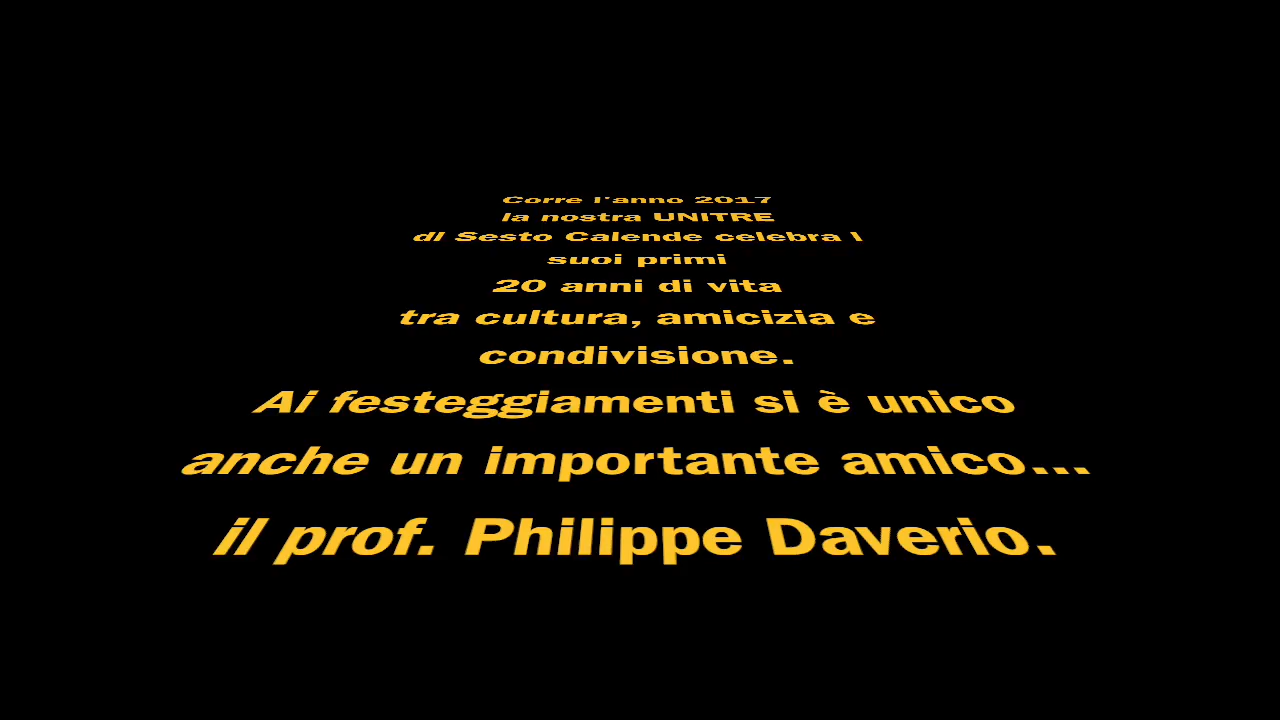 Corre l'anno 2017
la nostra UNITRE
di Sesto Calende celebra i
suoi primi
20 anni di vita
tra cultura, amicizia e
condivisione.
Ai festeggiamenti si è unico
anche un importante amico...
il prof. Philippe Daverio.